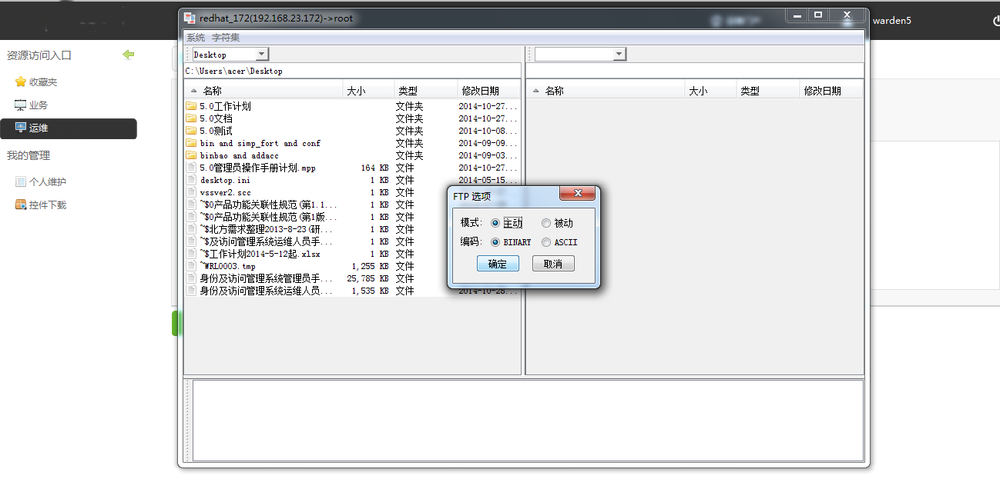 redhat_172(192.168.23.172)->root
warden5
系统 字符集
资源访问入口
收藏夹
业务
运维
我的管理
个人维护
控件下载
Desktop
C:\Users\acer\Desktop
名称 大小 类型 修改日期
5.0工作计划 文件夹 2014-10-27...
5.0文档 文件夹 2014-10-27...
5.0测试 文件夹 2014-10-08...
bin and simp_fort and conf 文件夹 2014-09-09...
binbao and addacc 文件夹 2014-09-03...
5.0管理员操作手册计划.mpp 164 KB 文件 2014-10-27...
desktop.ini 1 KB 文件 2014-05-15...
vssver2.scc 1 KB 文件
~$0产品功能关联性规范(第1.1... 1 KB 文件
~$0产品功能关联性规范(第1版... 1 KB 文件
~$北方需求整理2013-8-23(研... 1 KB 文件
~$及访问管理系统运维人员手... 1 KB 文件
~$工作计划2014-5-12起.xlsx 1 KB 文件
~WRL0003.tmp 1,255 KB 文件
身份及访问管理系统管理员手... 25,785 KB 文件
身份及访问管理系统运维人员... 1,535 KB 文件 2014-10-28...
名称 大小 类型 修改日期
FTP 选项
模式: 主动 被动
编码: BINARY ASCII
确定 取消